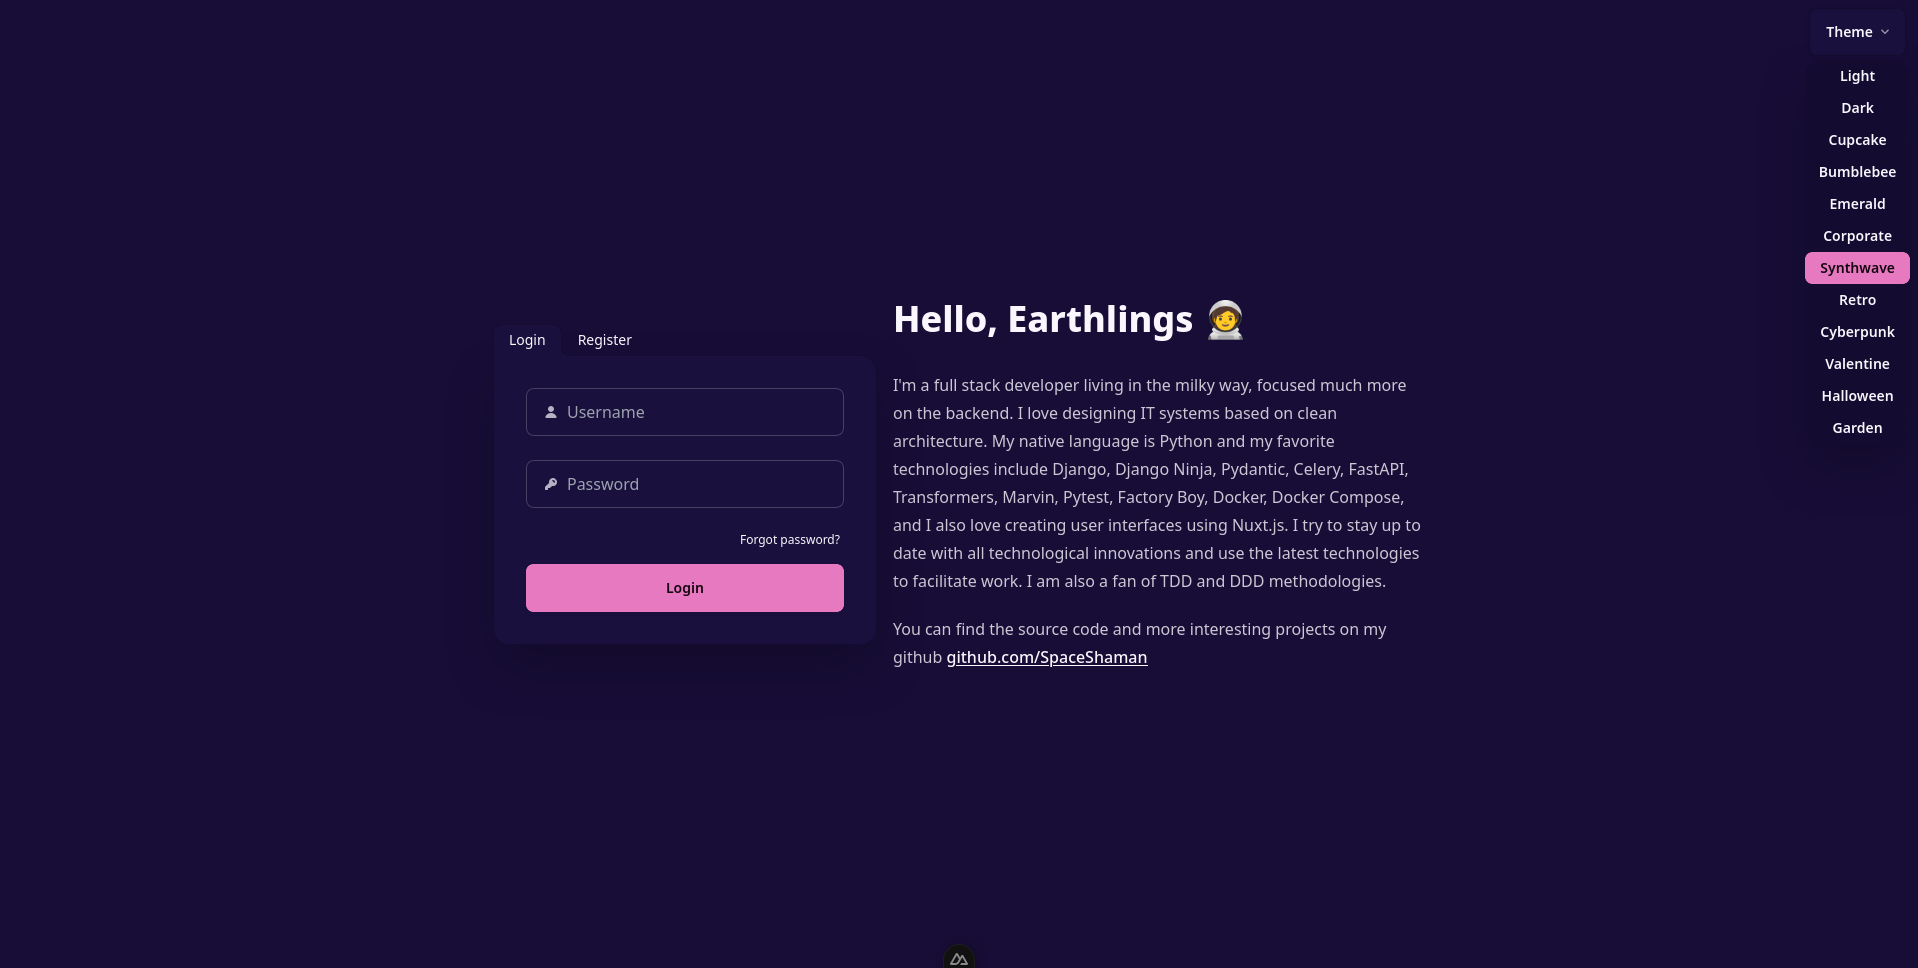 Theme
Light
Dark
Cupcake
Bumblebee
Emerald
Corporate
Synthwave
Retro
Cyberpunk
Valentine
Halloween
Garden
Login
Register
Username
Password
Forgot password?
Login
Hello, Earthlings 🧑‍🚀
I'm a full stack developer living in the milky way, focused much more
on the backend. I love designing IT systems based on clean
architecture. My native language is Python and my favorite
technologies include Django, Django Ninja, Pydantic, Celery, FastAPI,
Transformers, Marvin, Pytest, Factory Boy, Docker, Docker Compose,
and I also love creating user interfaces using Nuxt.js. I try to stay up to
date with all technological innovations and use the latest technologies
to facilitate work. I am also a fan of TDD and DDD methodologies.
You can find the source code and more interesting projects on my
github github.com/SpaceShaman